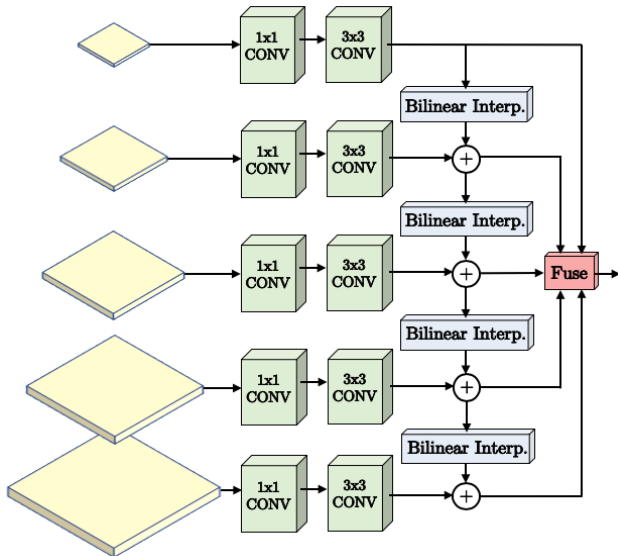 1x1
CONV
3x3
CONV
Bilinear Interp.
1x1
CONV
3x3
CONV
+
Bilinear Interp.
1x1
CONV
3x3
CONV
+
Fuse
Bilinear Interp.
1x1
CONV
3x3
CONV
+
Bilinear Interp.
1x1
CONV
3x3
CONV
+